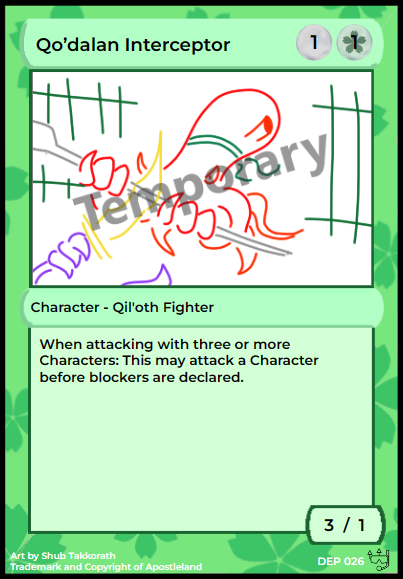 Qo’dalan Interceptor
1
1
Temporary
Character - Qil'oth Fighter
When attacking with three or more
Characters: This may attack a Character
before blockers are declared.
3 / 1
Art by Shub Takkorath
Trademark and Copyright of Apostleland
DEP 026